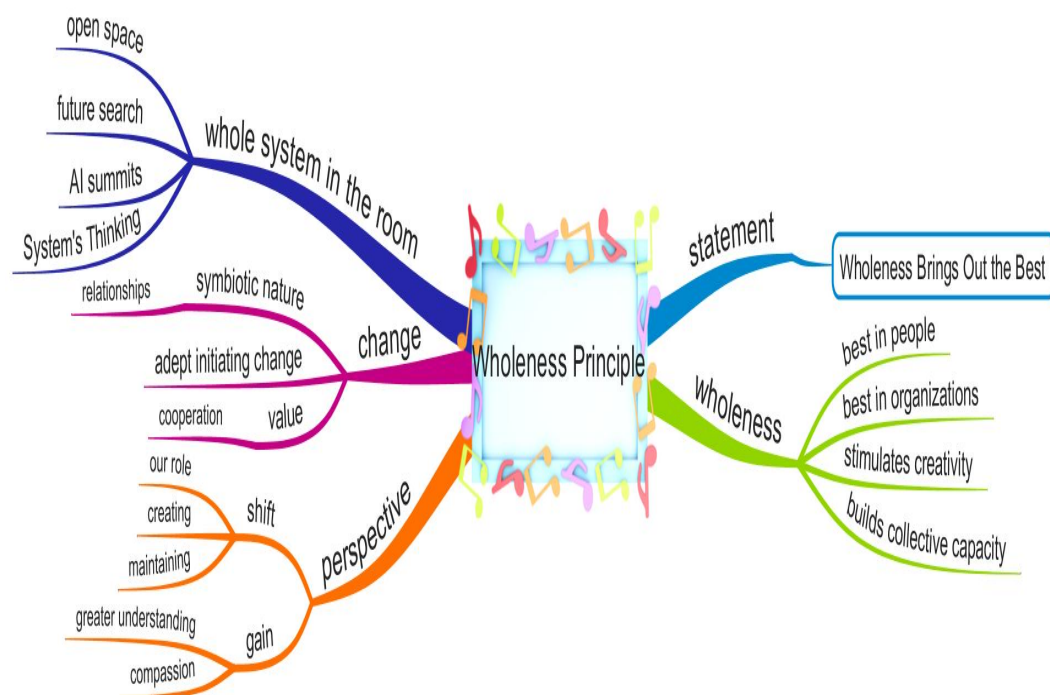 Wholeness Principle
statement
Wholeness Brings Out the Best
wholeness
best in people
best in organizations
stimulates creativity
builds collective capacity
whole system in the room
open space
future search
AI summits
System's Thinking
change
symbiotic nature
relationships
adept initiating change
value
cooperation
perspective
shift
our role
creating
maintaining
gain
greater understanding
compassion